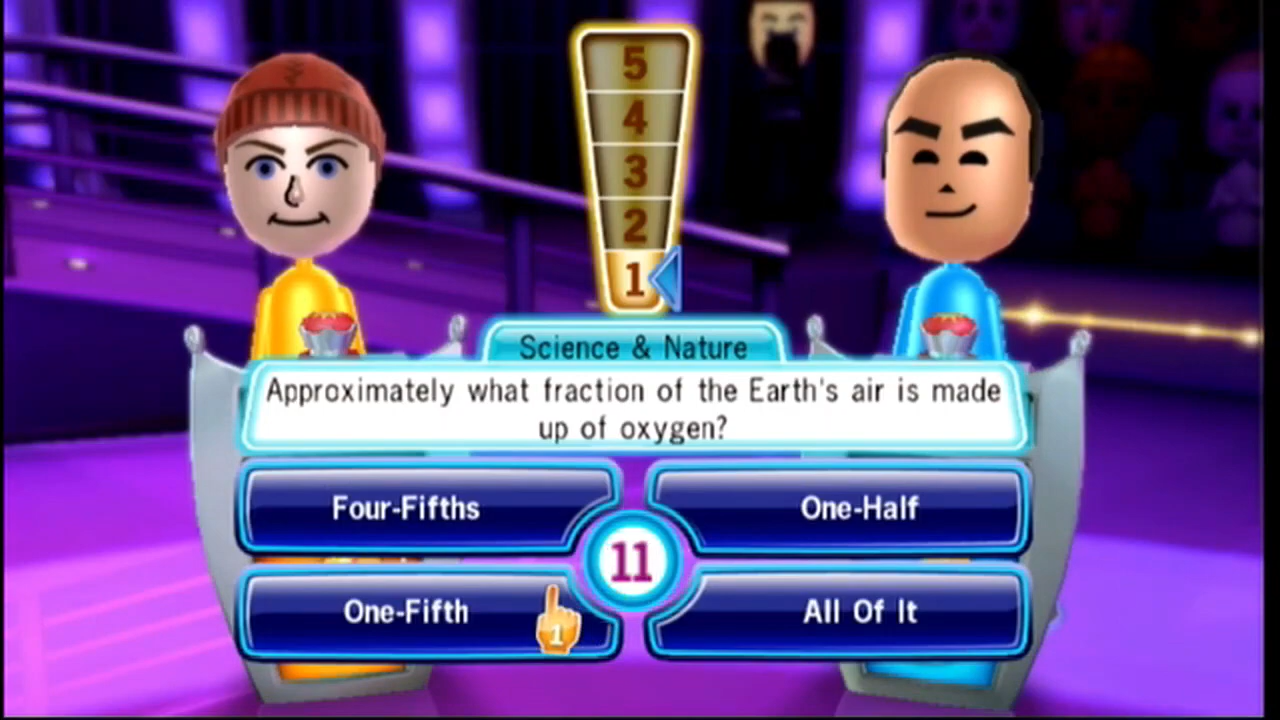 5
4
3
2
1
Science & Nature
Approximately what fraction of the Earth's air is made
up of oxygen?
Four-Fifths
One-Half
11
One-Fifth
1
All Of It